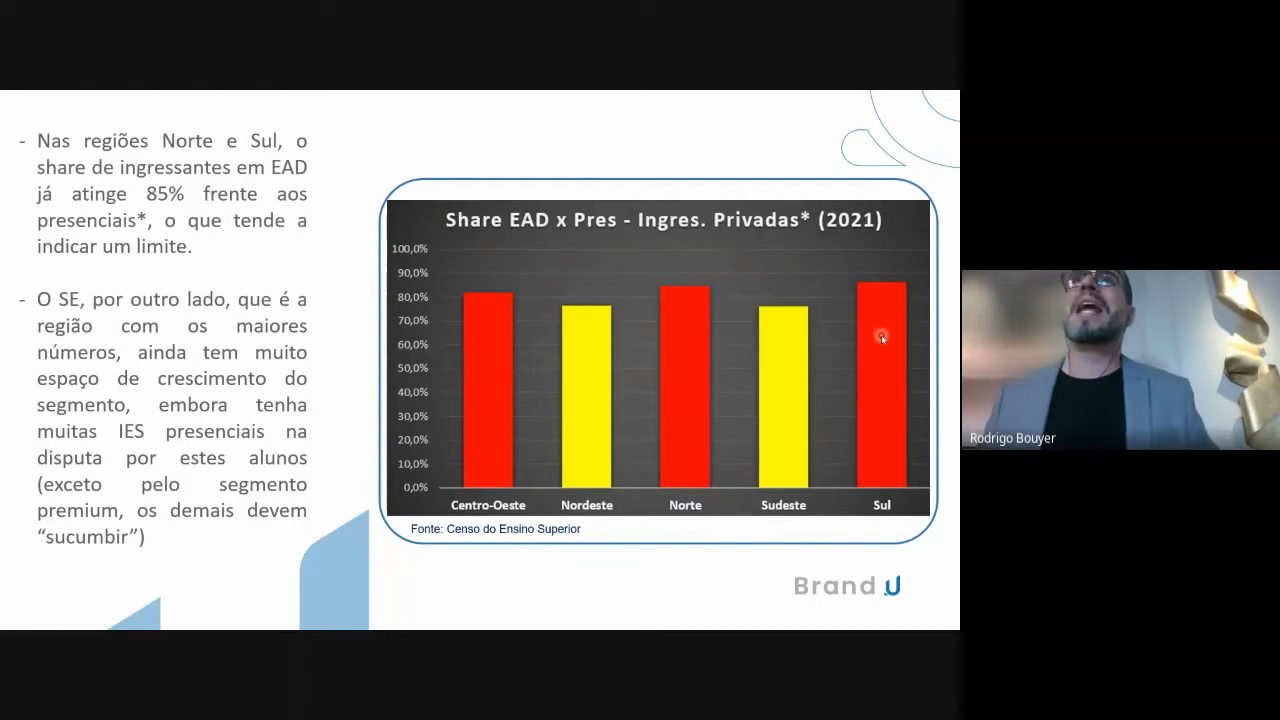 - Nas regiões Norte e Sul, o
share de ingressantes em EAD
já atinge 85% frente aos
presenciais*, o que tende a
indicar um limite.
- O SE, por outro lado, que é a
região com os maiores
números, ainda tem muito
espaço de crescimento do
segmento, embora tenha
muitas IES presenciais na
disputa por estes alunos
(exceto pelo segmento
premium, os demais devem
“sucumbir”)
Share EAD x Pres - Ingres. Privadas* (2021)
100,0%
90,0%
80,0%
70,0%
60,0%
50,0%
40,0%
30,0%
20,0%
10,0%
0,0%
Centro-Oeste Nordeste Norte Sudeste Sul
Fonte: Censo do Ensino Superior
Brand U
Rodrigo Bouyer